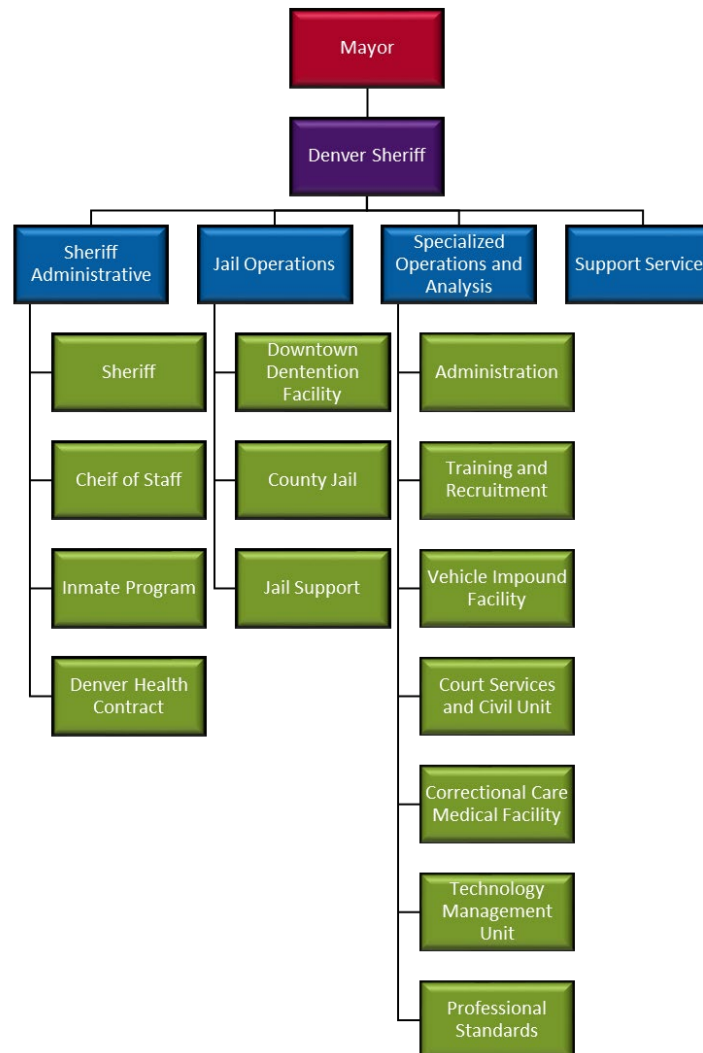 Mayor
Denver Sheriff
Sheriff
Administrative
Jail Operations
Specialized
Operations and
Analysis
Support Service
Sheriff
Cheif of Staff
Inmate Program
Denver Health
Contract
Downtown
Dentention
Facility
County Jail
Jail Support
Administration
Training and
Recruitment
Vehicle Impound
Facility
Court Services
and Civil Unit
Correctional Care
Medical Facility
Technology
Management
Unit
Professional
Standards